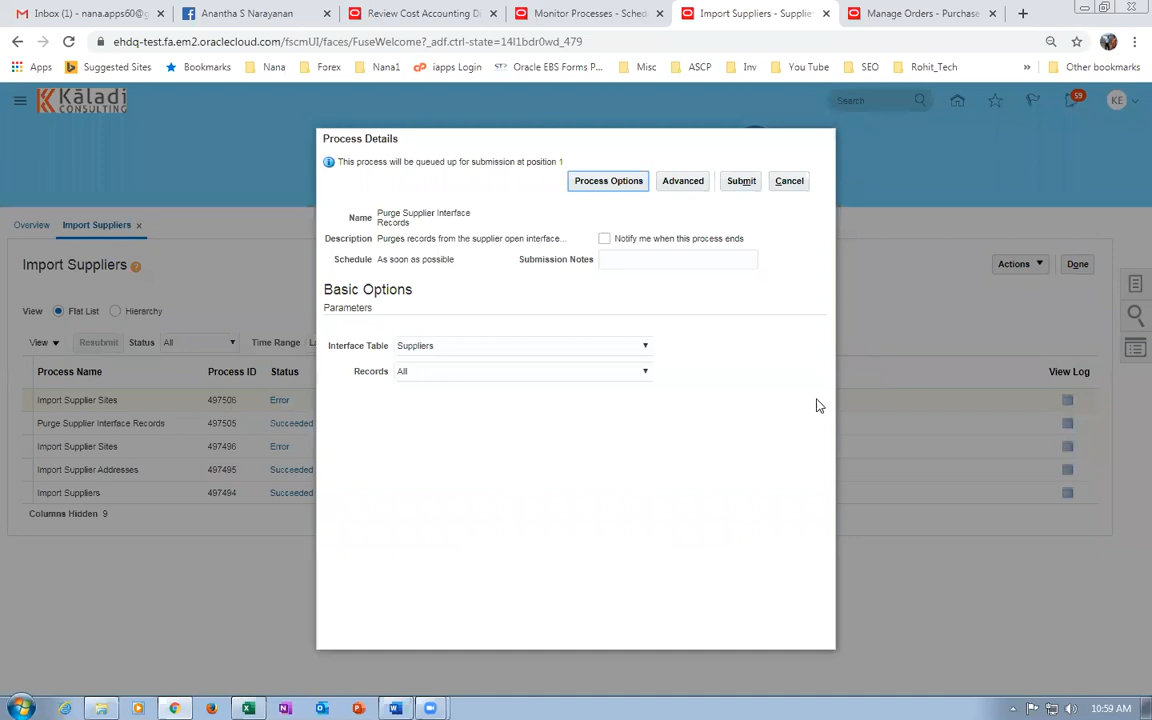 Inbox (1) - nana.apps60@g
Anantha S Narayanan
Review Cost Accounting Di
Monitor Processes - Sched
Import Suppliers - Supplie
Manage Orders - Purchase
ehdq-test.fa.em2.oraclecloud.com/fscmUI/faces/FuseWelcome?_adf.ctrl-state=14l1bdr0wd_479
Apps
Suggested Sites
Bookmarks
Nana
Forex
Nana1
iapps Login
Oracle EBS Forms P...
Misc
ASCP
Inv
You Tube
SEO
Rohit_Tech
»
Other bookmarks
Kāladi
CONSULTING
Search
59
KE
Process Details
This process will be queued up for submission at position 1
Process Options
Advanced
Submit
Cancel
Name Purge Supplier Interface
Records
Description Purges records from the supplier open interface...
Notify me when this process ends
Schedule As soon as possible
Submission Notes
Basic Options
Parameters
Interface Table Suppliers
Records All
Overview
Import Suppliers
Import Suppliers
Actions
Done
View Flat List Hierarchy
View
Resubmit
Status All
Time Range
Process Name Process ID Status View Log
Import Supplier Sites 497506 Error
Purge Supplier Interface Records 497505 Succeeded
Import Supplier Sites 497496 Error
Import Supplier Addresses 497495 Succeeded
Import Suppliers 497494 Succeeded
Columns Hidden 9
10:59 AM